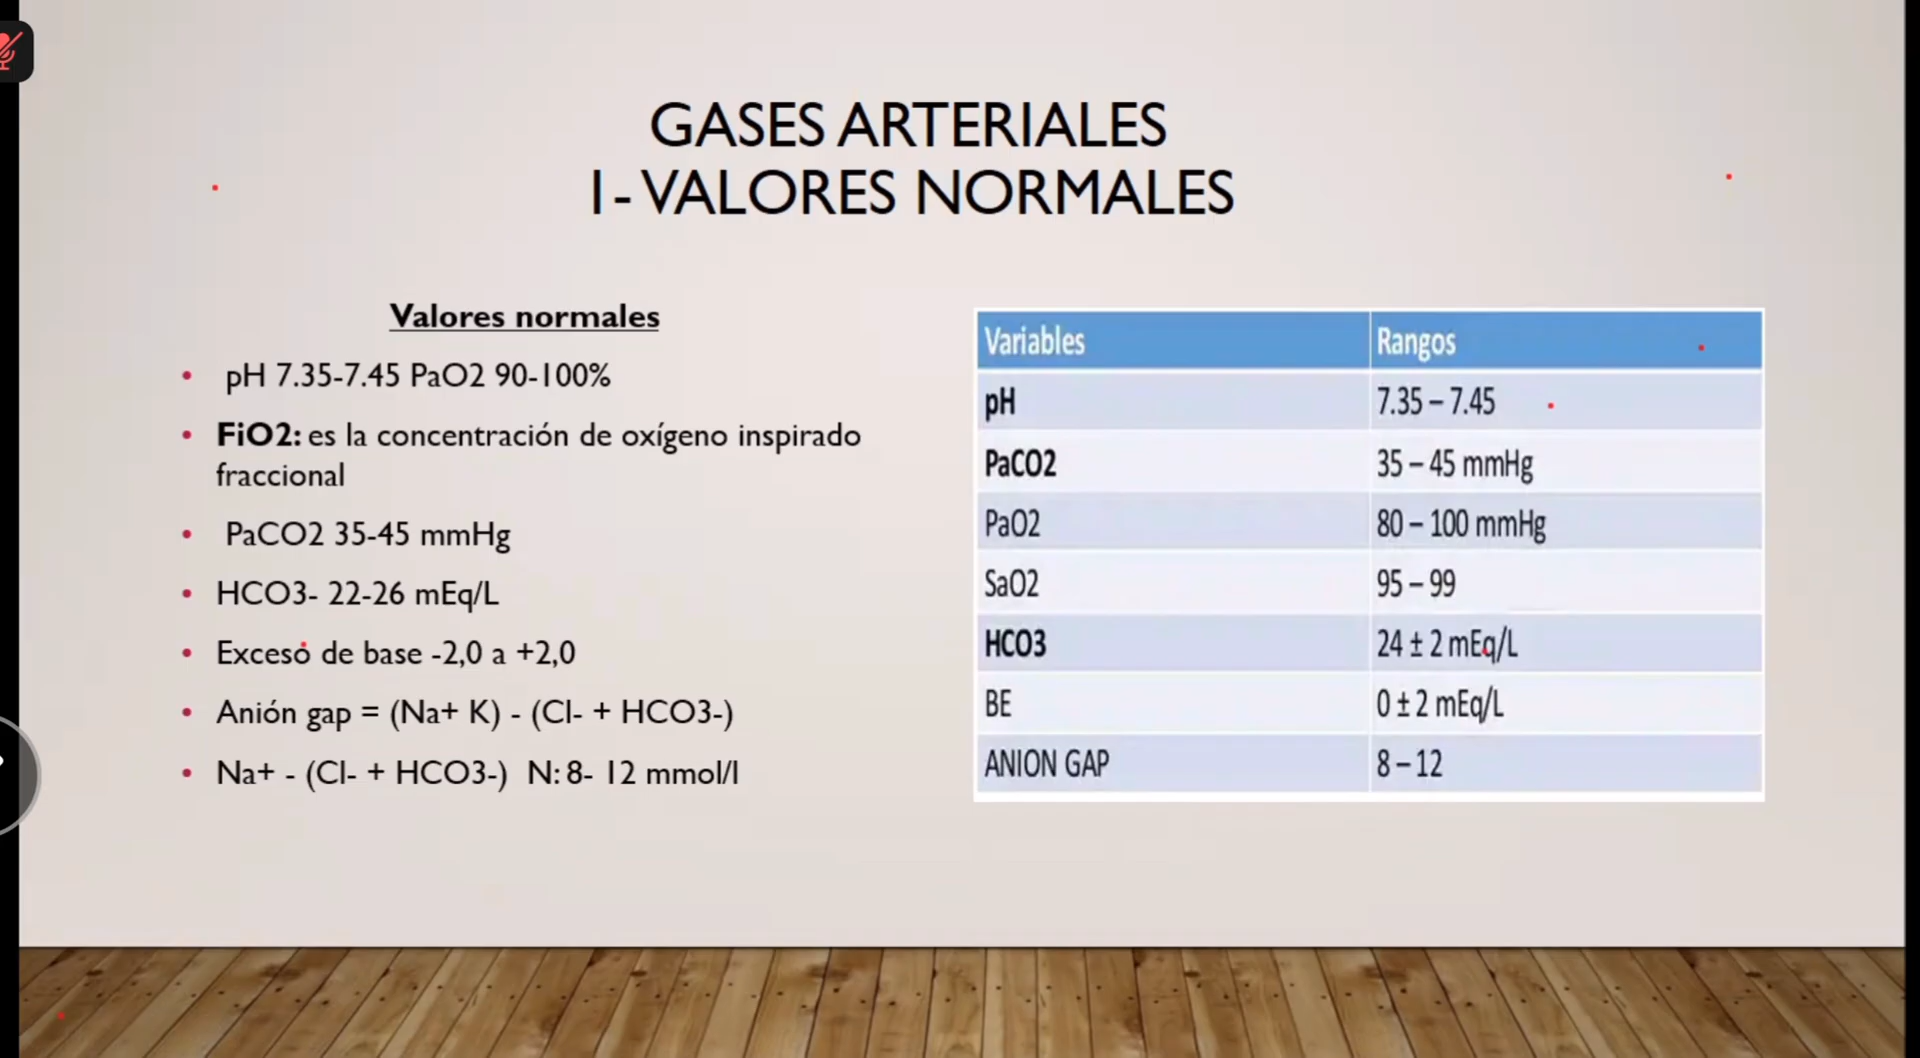 GASES ARTERIALES
1- VALORES NORMALES
Valores normales
• pH 7.35-7.45 PaO2 90-100%
• FiO2: es la concentración de oxígeno inspirado
fraccional
• PaCO2 35-45 mmHg
• HCO3- 22-26 mEq/L
• Exceso de base -2,0 a +2,0
• Anión gap = (Na+ K) - (Cl- + HCO3-)
• Na+ - (Cl- + HCO3-) N: 8- 12 mmol/l
Variables Rangos
pH 7.35 – 7.45
PaCO2 35 – 45 mmHg
PaO2 80 – 100 mmHg
SaO2 95 – 99
HCO3 24 ± 2 mEq/L
BE 0 ± 2 mEq/L
ANION GAP 8 – 12